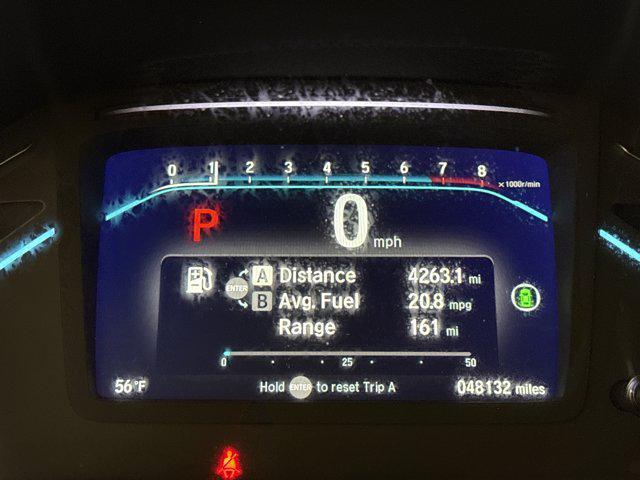 0 1 2 3 4 5 6 7 8
×1000r/min
P 0 mph
A Distance 4263.1 mi
ENTER
B Avg. Fuel 20.8 mpg
Range 161 mi
0 25 50
56°F Hold ENTER to reset Trip A 048132 miles